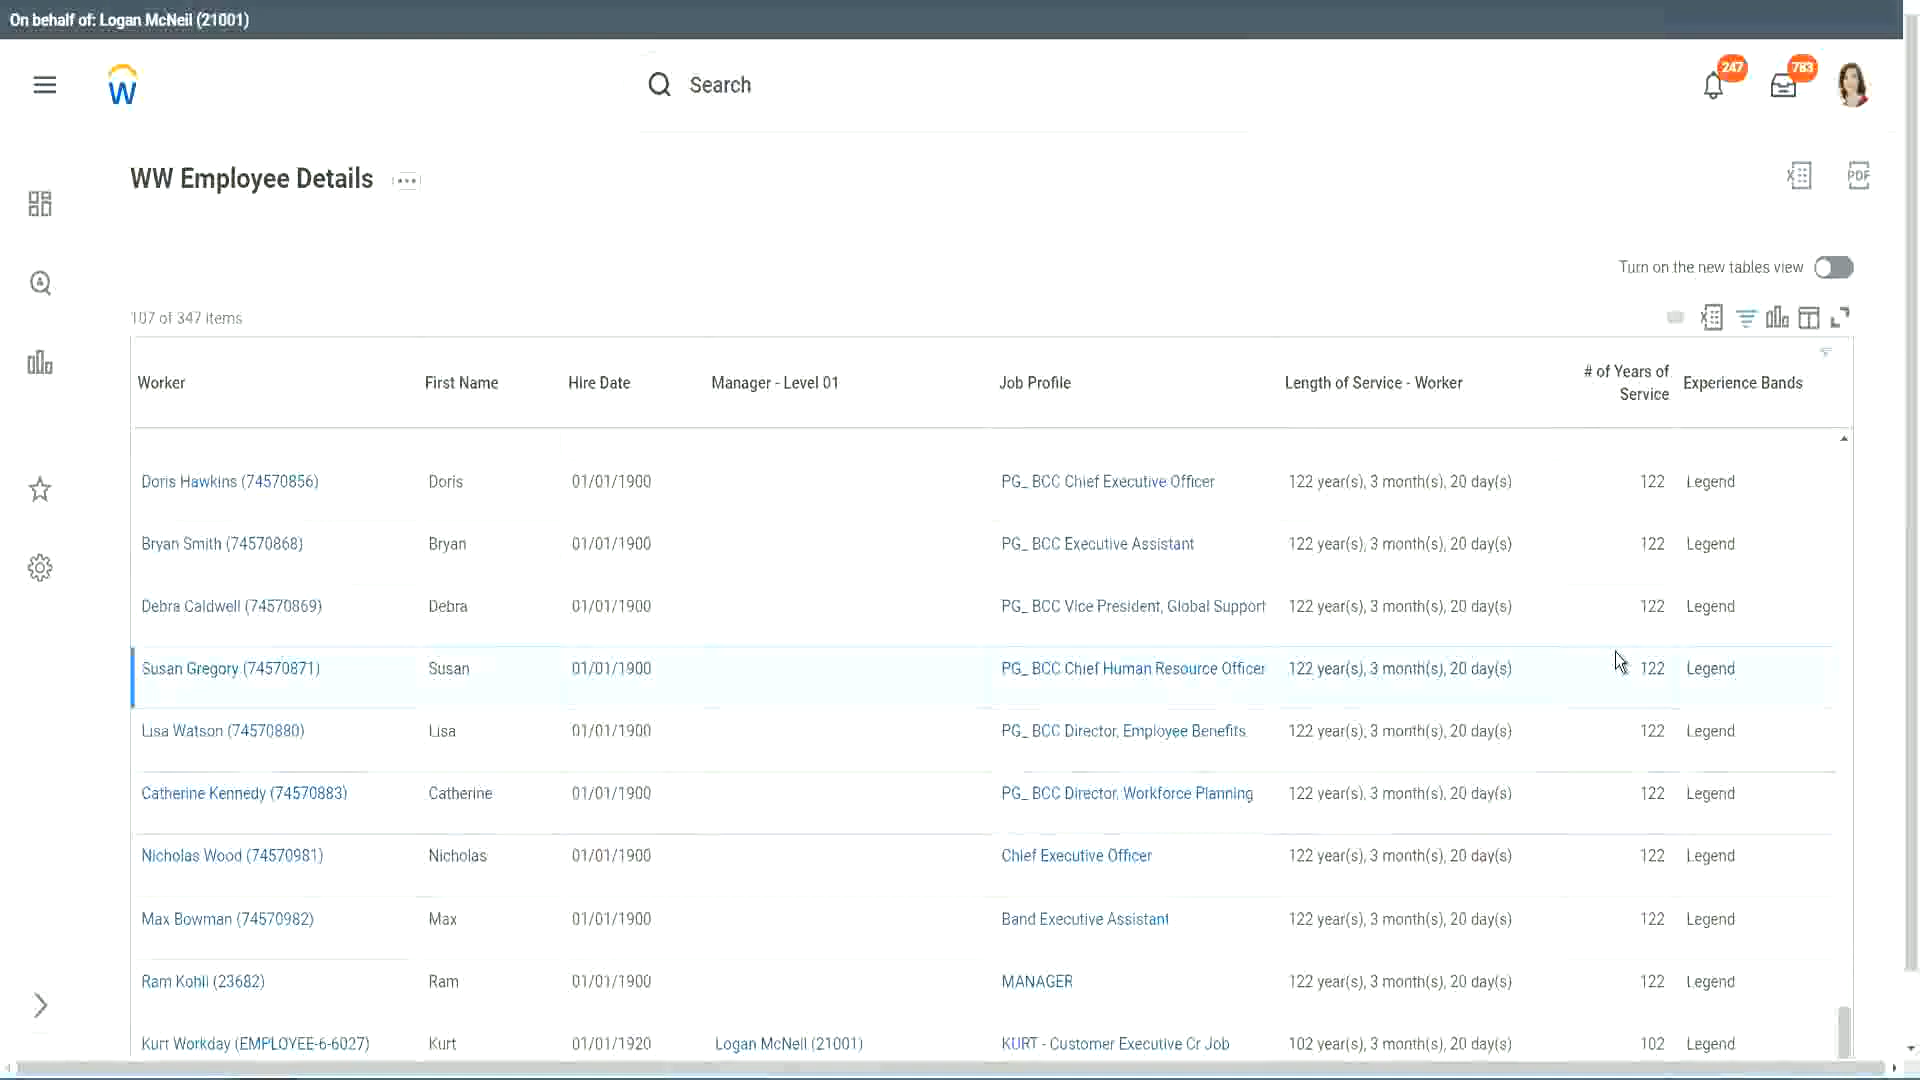 On behalf of: Logan McNeil (21001)
W
Search
247
783
WW Employee Details
X
PDF
Turn on the new tables view
107 of 347 items
X
Worker First Name Hire Date Manager - Level 01 Job Profile Length of Service - Worker # of Years of Service Experience Bands
Doris Hawkins (74570856) Doris 01/01/1900 PG_ BCC Chief Executive Officer 122 year(s), 3 month(s), 20 day(s) 122 Legend
Bryan Smith (74570868) Bryan 01/01/1900 PG_ BCC Executive Assistant 122 year(s), 3 month(s), 20 day(s) 122 Legend
Debra Caldwell (74570869) Debra 01/01/1900 PG_ BCC Vice President, Global Support 122 year(s), 3 month(s), 20 day(s) 122 Legend
Susan Gregory (74570871) Susan 01/01/1900 PG_ BCC Chief Human Resource Officer 122 year(s), 3 month(s), 20 day(s) 122 Legend
Lisa Watson (74570880) Lisa 01/01/1900 PG_ BCC Director, Employee Benefits 122 year(s), 3 month(s), 20 day(s) 122 Legend
Catherine Kennedy (74570883) Catherine 01/01/1900 PG_ BCC Director, Workforce Planning 122 year(s), 3 month(s), 20 day(s) 122 Legend
Nicholas Wood (74570981) Nicholas 01/01/1900 Chief Executive Officer 122 year(s), 3 month(s), 20 day(s) 122 Legend
Max Bowman (74570982) Max 01/01/1900 Band Executive Assistant 122 year(s), 3 month(s), 20 day(s) 122 Legend
Ram Kohli (23682) Ram 01/01/1900 MANAGER 122 year(s), 3 month(s), 20 day(s) 122 Legend
Kurt Workday (EMPLOYEE-6-6027) Kurt 01/01/1920 Logan McNeil (21001) KURT - Customer Executive Cr Job 102 year(s), 3 month(s), 20 day(s) 102 Legend